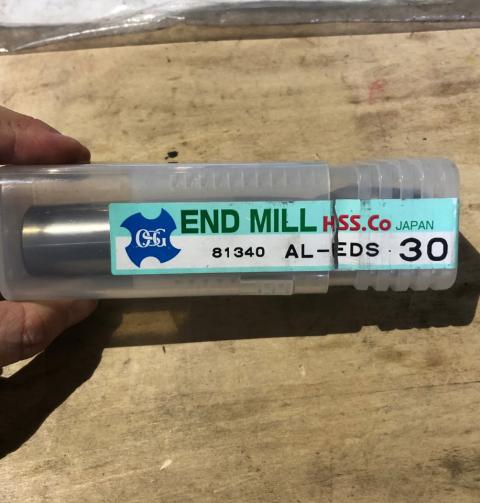 OSG END MILL HSS.Co JAPAN
81340 AL-EDS 30